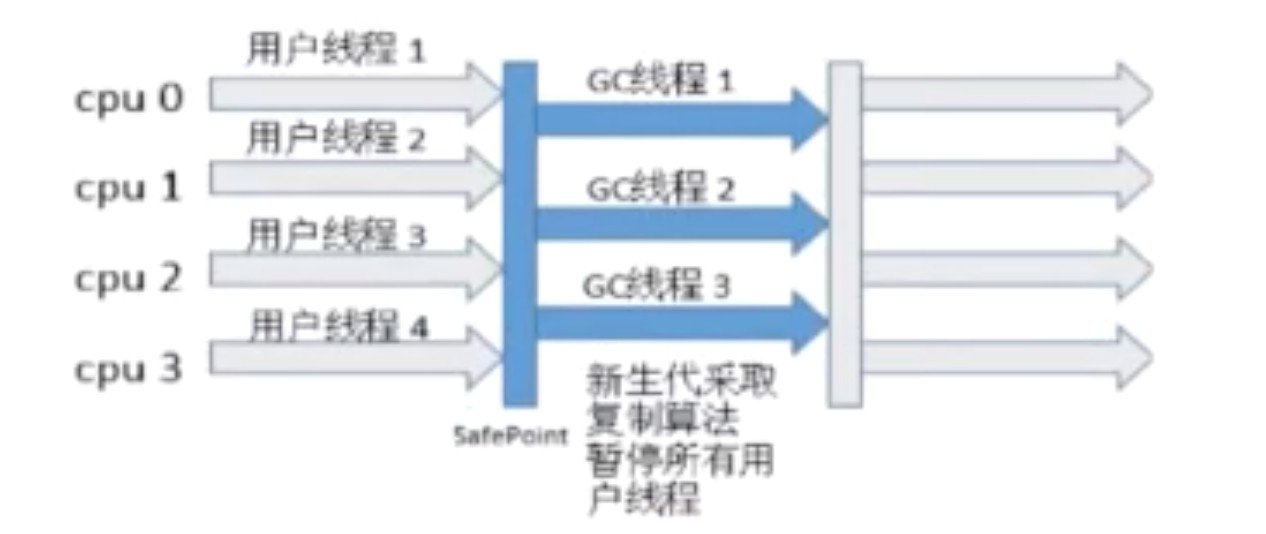 用户线程 1
cpu 0
GC线程 1
用户线程 2
cpu 1
GC线程 2
用户线程 3
cpu 2
GC线程 3
用户线程 4
cpu 3
SafePoint
新生代采取
复制算法
暂停所有用
户线程